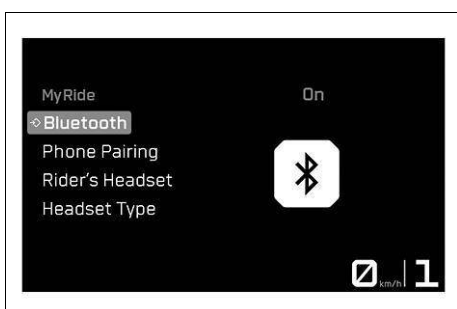 MyRide On
Bluetooth
Phone Pairing
Rider's Headset
Headset Type
0 km/h 1